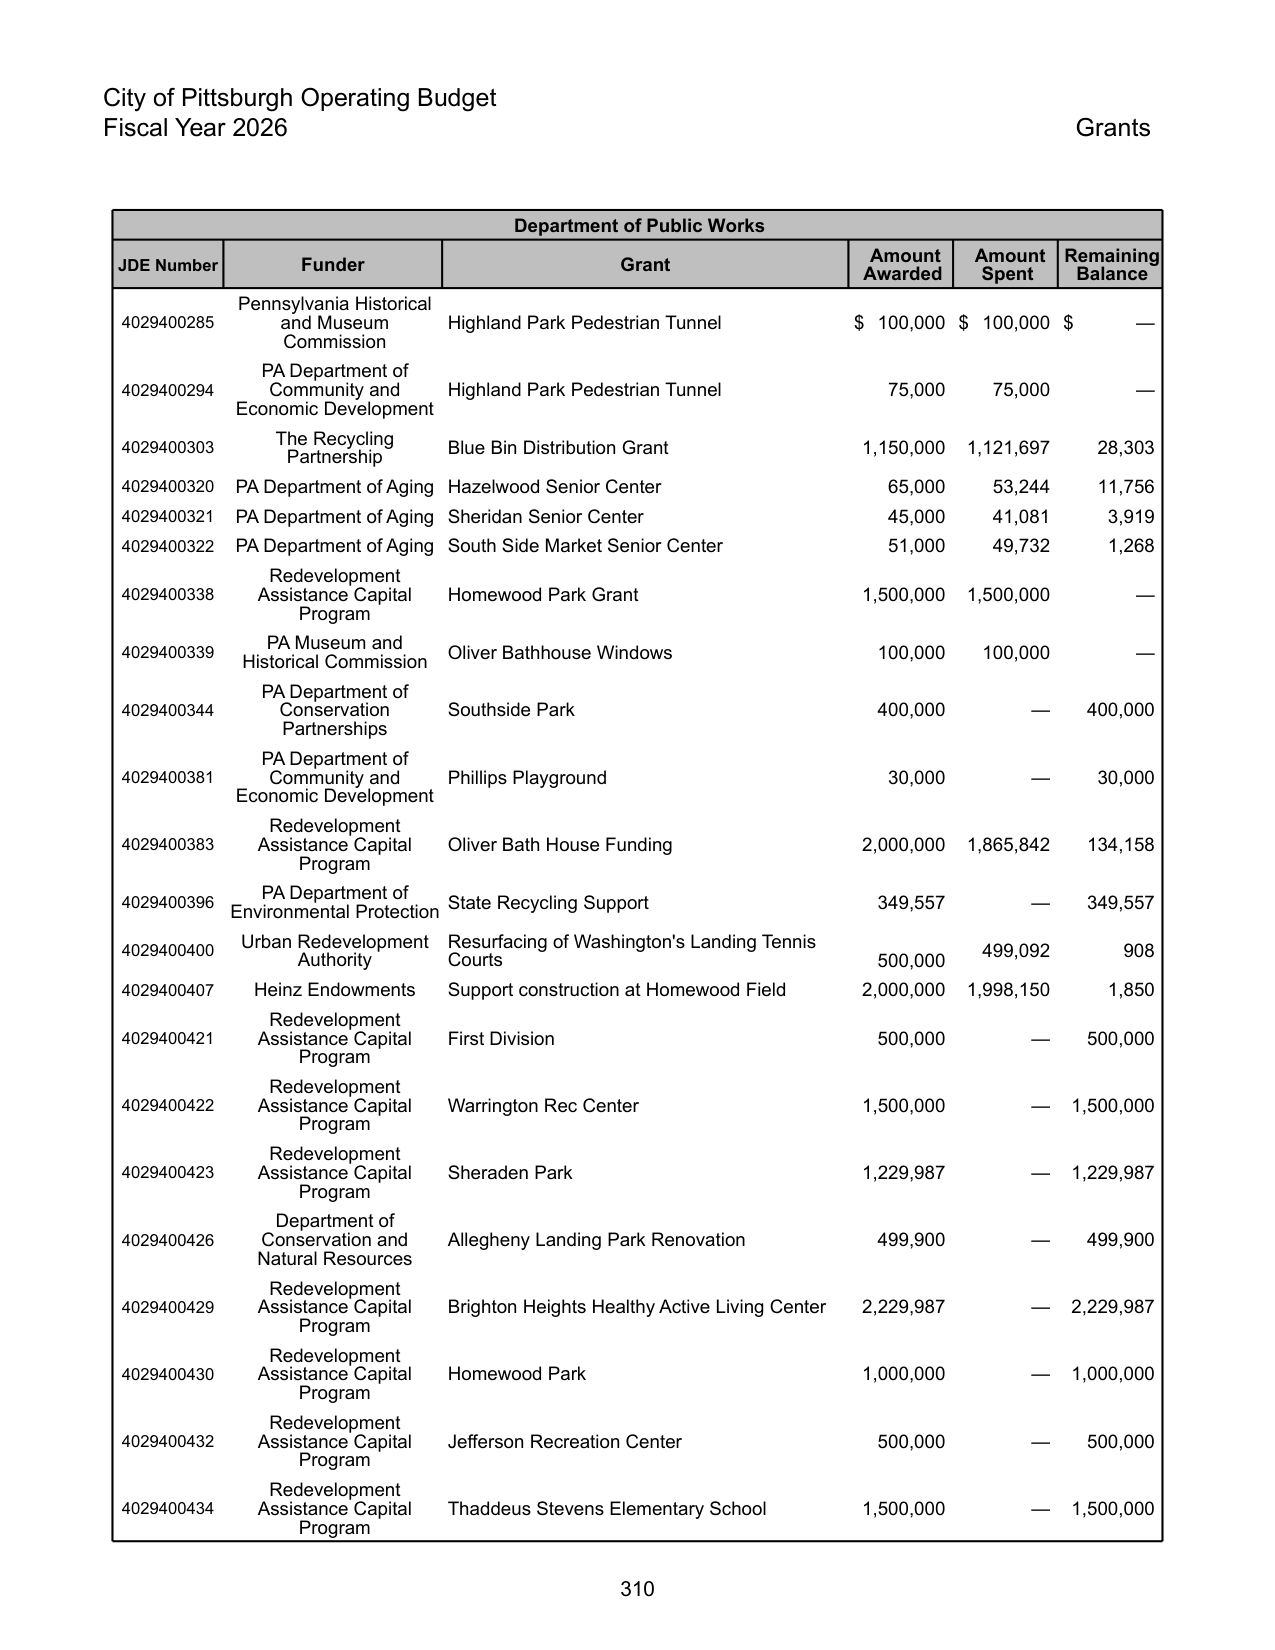 City of Pittsburgh Operating Budget
Fiscal Year 2026
Grants
Department of Public Works
JDE Number Funder Grant Amount Awarded Amount Spent Remaining Balance
4029400285 Pennsylvania Historical and Museum Commission Highland Park Pedestrian Tunnel $ 100,000 $ 100,000 $ —
4029400294 PA Department of Community and Economic Development Highland Park Pedestrian Tunnel 75,000 75,000 —
4029400303 The Recycling Partnership Blue Bin Distribution Grant 1,150,000 1,121,697 28,303
4029400320 PA Department of Aging Hazelwood Senior Center 65,000 53,244 11,756
4029400321 PA Department of Aging Sheridan Senior Center 45,000 41,081 3,919
4029400322 PA Department of Aging South Side Market Senior Center 51,000 49,732 1,268
4029400338 Redevelopment Assistance Capital Program Homewood Park Grant 1,500,000 1,500,000 —
4029400339 PA Museum and Historical Commission Oliver Bathhouse Windows 100,000 100,000 —
4029400344 PA Department of Conservation Partnerships Southside Park 400,000 — 400,000
4029400381 PA Department of Community and Economic Development Phillips Playground 30,000 — 30,000
4029400383 Redevelopment Assistance Capital Program Oliver Bath House Funding 2,000,000 1,865,842 134,158
4029400396 PA Department of Environmental Protection State Recycling Support 349,557 — 349,557
4029400400 Urban Redevelopment Authority Resurfacing of Washington's Landing Tennis Courts 500,000 499,092 908
4029400407 Heinz Endowments Support construction at Homewood Field 2,000,000 1,998,150 1,850
4029400421 Redevelopment Assistance Capital Program First Division 500,000 — 500,000
4029400422 Redevelopment Assistance Capital Program Warrington Rec Center 1,500,000 — 1,500,000
4029400423 Redevelopment Assistance Capital Program Sheraden Park 1,229,987 — 1,229,987
4029400426 Department of Conservation and Natural Resources Allegheny Landing Park Renovation 499,900 — 499,900
4029400429 Redevelopment Assistance Capital Program Brighton Heights Healthy Active Living Center 2,229,987 — 2,229,987
4029400430 Redevelopment Assistance Capital Program Homewood Park 1,000,000 — 1,000,000
4029400432 Redevelopment Assistance Capital Program Jefferson Recreation Center 500,000 — 500,000
4029400434 Redevelopment Assistance Capital Program Thaddeus Stevens Elementary School 1,500,000 — 1,500,000
310